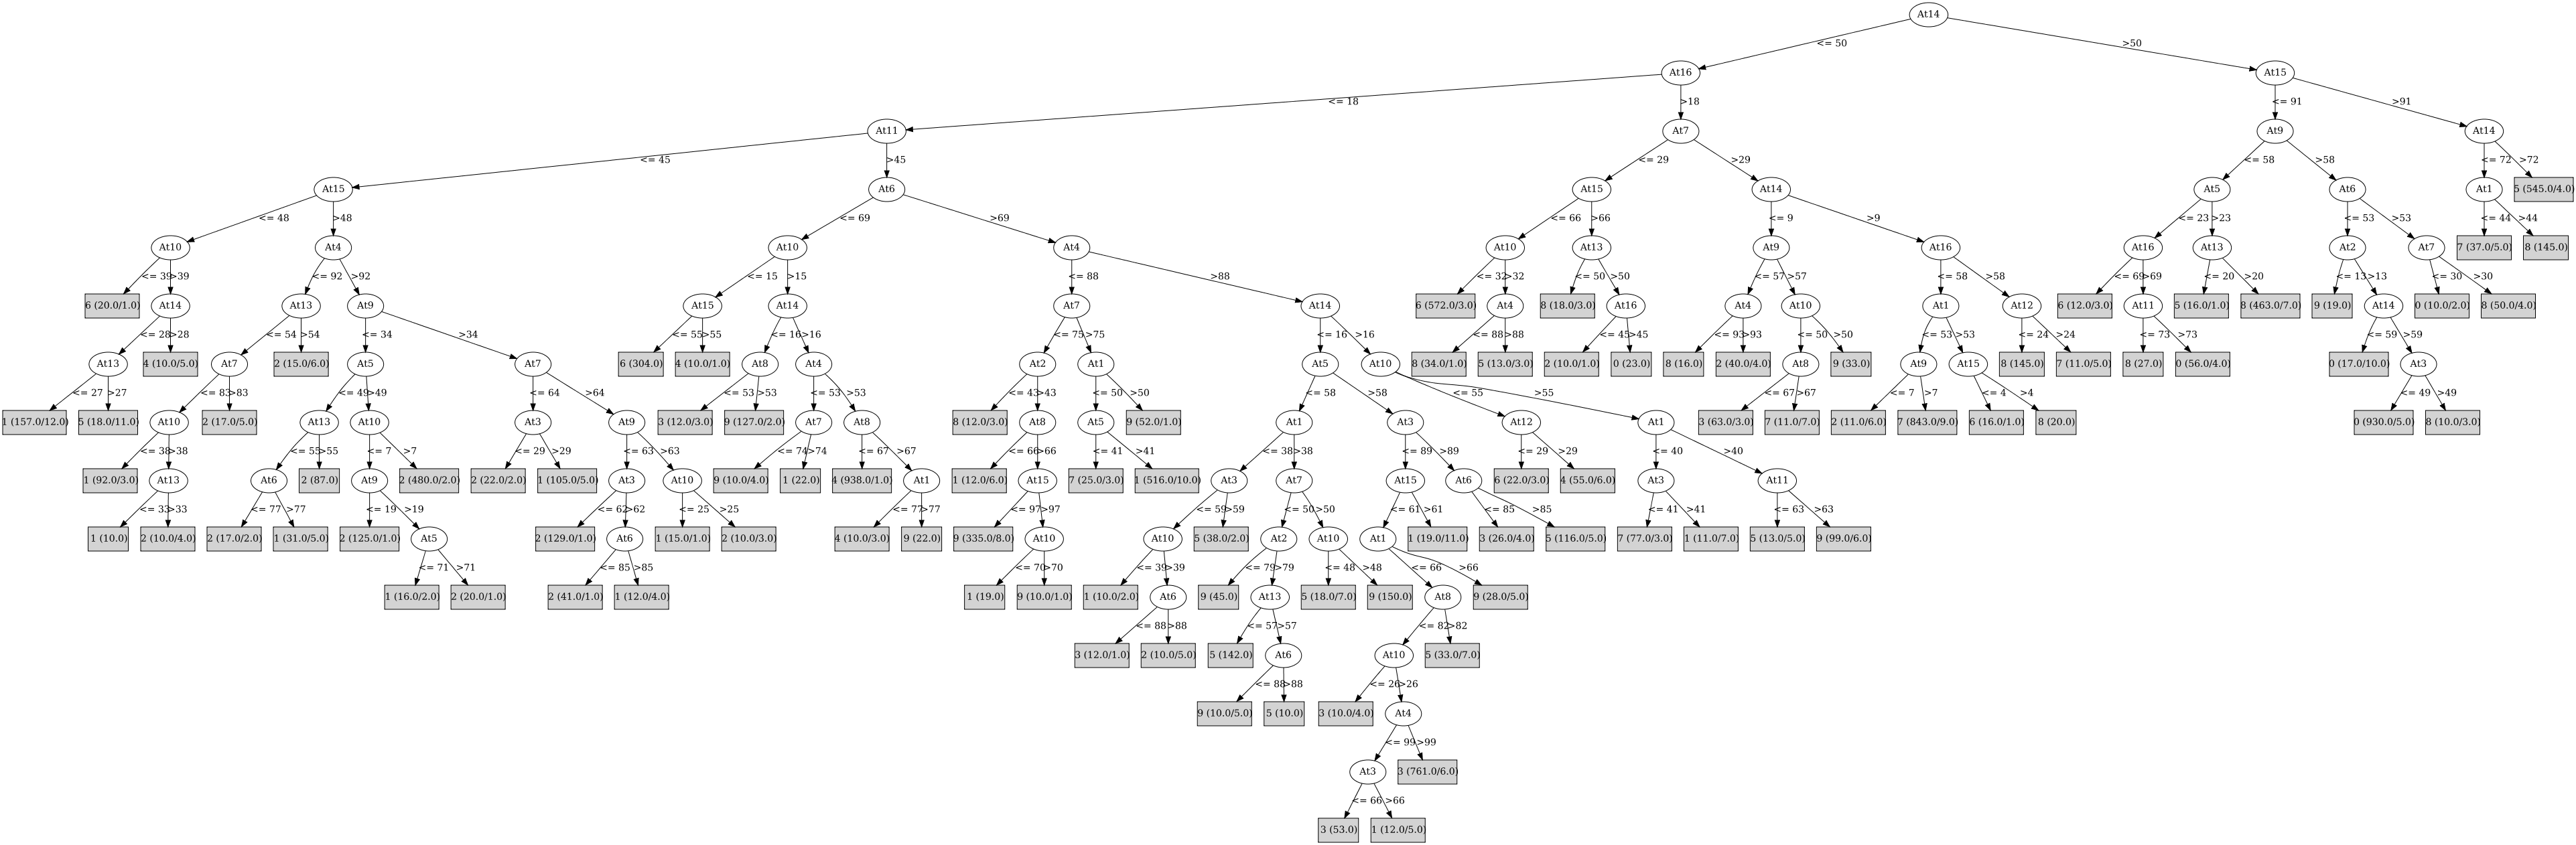 At14
<= 50 >50
At16 At15
<= 18 >18 <= 91 >91
At11 At7 At9 At14
<= 45 >45 <= 29 >29 <= 58 >58 <= 72 >72
At15 At6 At15 At14 At5 At6 At1 5 (545.0/4.0)
<= 48 >48 <= 69 >69 <= 66 >66 <= 9 >9 <= 23 >23 <= 53 >53 <= 44 >44
At10 At4 At10 At4 At10 At13 At9 At16 At16 At13 At2 At7 7 (37.0/5.0) 8 (145.0)
<= 39 >39 <= 92 >92 <= 15 >15 <= 88 >88 <= 32 >32 <= 50 >50 <= 57 >57 <= 58 >58 <= 69 >69 <= 20 >20 <= 13 >13 <= 30 >30
6 (20.0/1.0) At14 At13 At9 At15 At14 At7 At14 6 (572.0/3.0) At4 8 (18.0/3.0) At16 At4 At10 At1 At12 6 (12.0/3.0) At11 5 (16.0/1.0) 8 (463.0/7.0) 9 (19.0) At14 0 (10.0/2.0) 8 (50.0/4.0)
<= 28 >28 <= 54 >54 <= 34 >34 <= 55 >55 <= 16 >16 <= 75 >75 <= 16 >16 <= 88 >88 <= 45 >45 <= 93 >93 <= 50 >50 <= 53 >53 <= 24 >24 <= 73 >73 <= 59 >59
At13 4 (10.0/5.0) At7 2 (15.0/6.0) At5 At7 6 (304.0) 4 (10.0/1.0) At8 At4 At2 At1 At5 At10 8 (34.0/1.0) 5 (13.0/3.0) 2 (10.0/1.0) 0 (23.0) 8 (16.0) 2 (40.0/4.0) At8 9 (33.0) At9 At15 8 (145.0) 7 (11.0/5.0) 8 (27.0) 0 (56.0/4.0) 0 (17.0/10.0) At3
<= 27 >27 <= 83 >83 <= 49 >49 <= 64 >64 <= 53 >53 <= 53 >53 <= 43 >43 <= 50 >50 <= 58 >58 <= 55 >55 <= 67 >67 <= 7 >7 <= 4 >4 <= 49 >49
1 (157.0/12.0) 5 (18.0/11.0) At10 2 (17.0/5.0) At13 At10 At3 At9 3 (12.0/3.0) 9 (127.0/2.0) At7 At8 8 (12.0/3.0) At8 At5 9 (52.0/1.0) At1 At3 At12 At1 3 (63.0/3.0) 7 (11.0/7.0) 2 (11.0/6.0) 7 (843.0/9.0) 6 (16.0/1.0) 8 (20.0) 0 (930.0/5.0) 8 (10.0/3.0)
<= 38 >38 <= 55 >55 <= 7 >7 <= 29 >29 <= 63 >63 <= 74 >74 <= 67 >67 <= 66 >66 <= 41 >41 <= 38 >38 <= 89 >89 <= 29 >29 <= 40 >40
1 (92.0/3.0) At13 At6 2 (87.0) At9 2 (480.0/2.0) 2 (22.0/2.0) 1 (105.0/5.0) At3 At10 9 (10.0/4.0) 1 (22.0) 4 (938.0/1.0) At1 1 (12.0/6.0) At15 7 (25.0/3.0) 1 (516.0/10.0) At3 At7 At15 At6 6 (22.0/3.0) 4 (55.0/6.0) At3 At11
<= 33 >33 <= 77 >77 <= 19 >19 <= 62 >62 <= 25 >25 <= 77 >77 <= 97 >97 <= 59 >59 <= 50 >50 <= 61 >61 <= 85 >85 <= 41 >41 <= 63 >63
1 (10.0) 2 (10.0/4.0) 2 (17.0/2.0) 1 (31.0/5.0) 2 (125.0/1.0) At5 2 (129.0/1.0) At6 1 (15.0/1.0) 2 (10.0/3.0) 4 (10.0/3.0) 9 (22.0) 9 (335.0/8.0) At10 At10 5 (38.0/2.0) At2 At10 At1 1 (19.0/11.0) 3 (26.0/4.0) 5 (116.0/5.0) 7 (77.0/3.0) 1 (11.0/7.0) 5 (13.0/5.0) 9 (99.0/6.0)
<= 71 >71 <= 85 >85 <= 70 >70 <= 39 >39 <= 79 >79 <= 48 >48 <= 66 >66
1 (16.0/2.0) 2 (20.0/1.0) 2 (41.0/1.0) 1 (12.0/4.0) 1 (19.0) 9 (10.0/1.0) 1 (10.0/2.0) At6 9 (45.0) At13 5 (18.0/7.0) 9 (150.0) At8 9 (28.0/5.0)
<= 88 >88 <= 57 >57 <= 82 >82
3 (12.0/1.0) 2 (10.0/5.0) 5 (142.0) At6 At10 5 (33.0/7.0)
<= 88 >88 <= 26 >26
9 (10.0/5.0) 5 (10.0) 3 (10.0/4.0) At4
<= 99 >99
At3 3 (761.0/6.0)
<= 66 >66
3 (53.0) 1 (12.0/5.0)